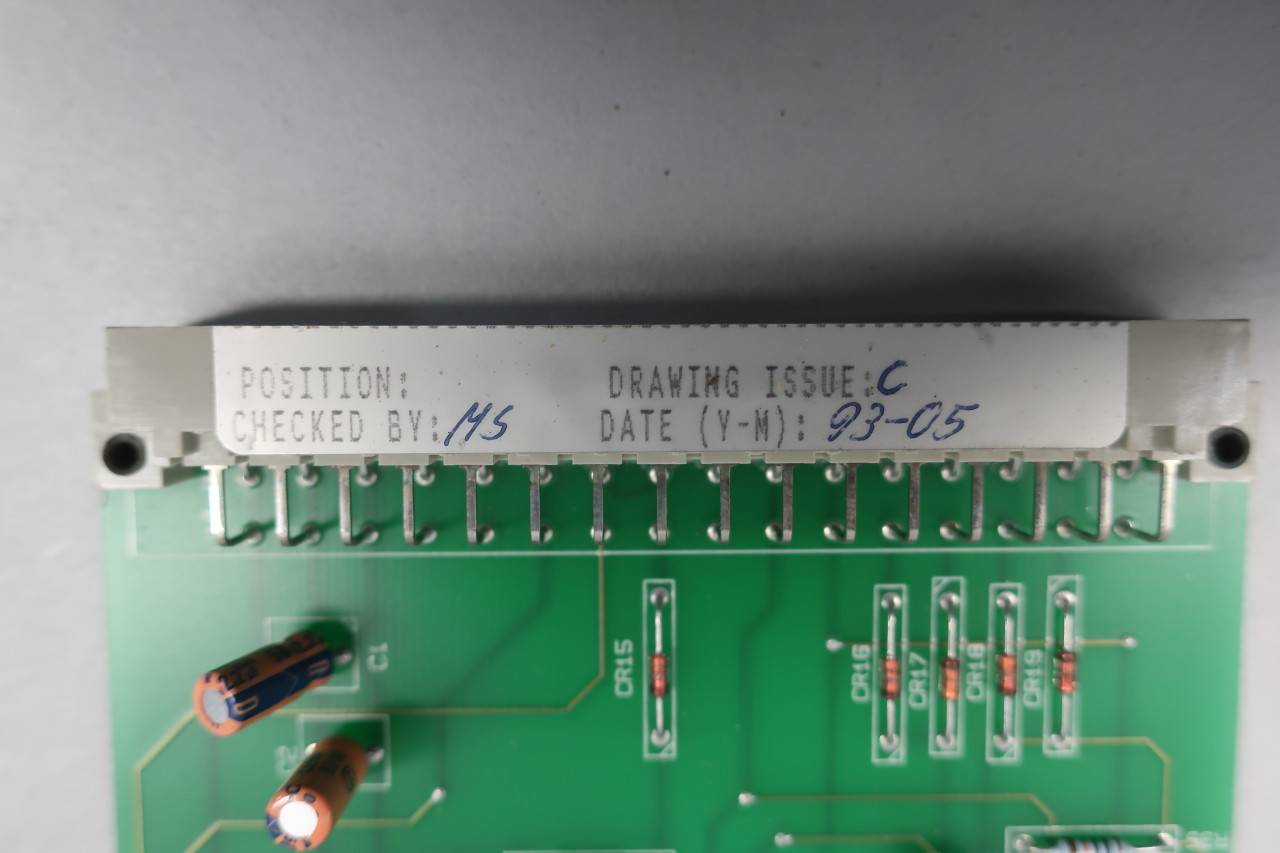 POSITION: DRAWING ISSUE: C
CHECKED BY: MS DATE (Y-M): 93-05
CR15
CR16
CR17
CR18
CR19
C1